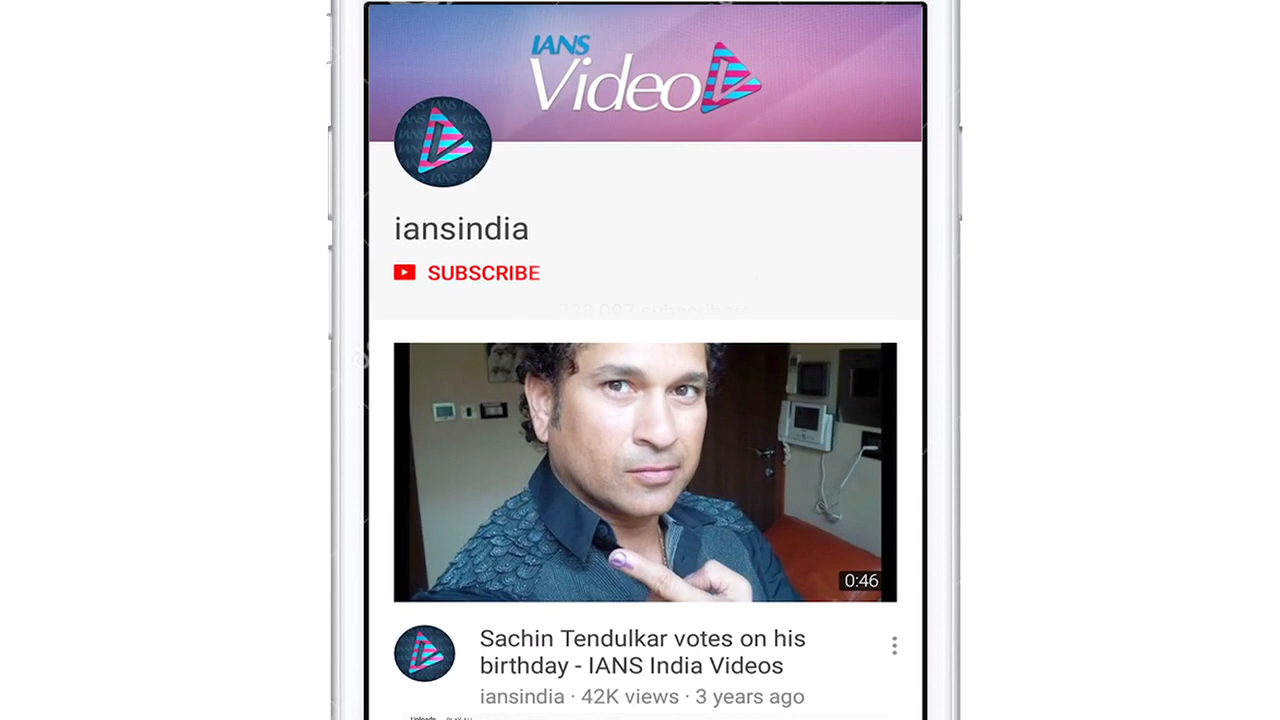 IANS
Video
iansindia
SUBSCRIBE
0:46
Sachin Tendulkar votes on his
birthday - IANS India Videos
iansindia · 42K views · 3 years ago
Uploads